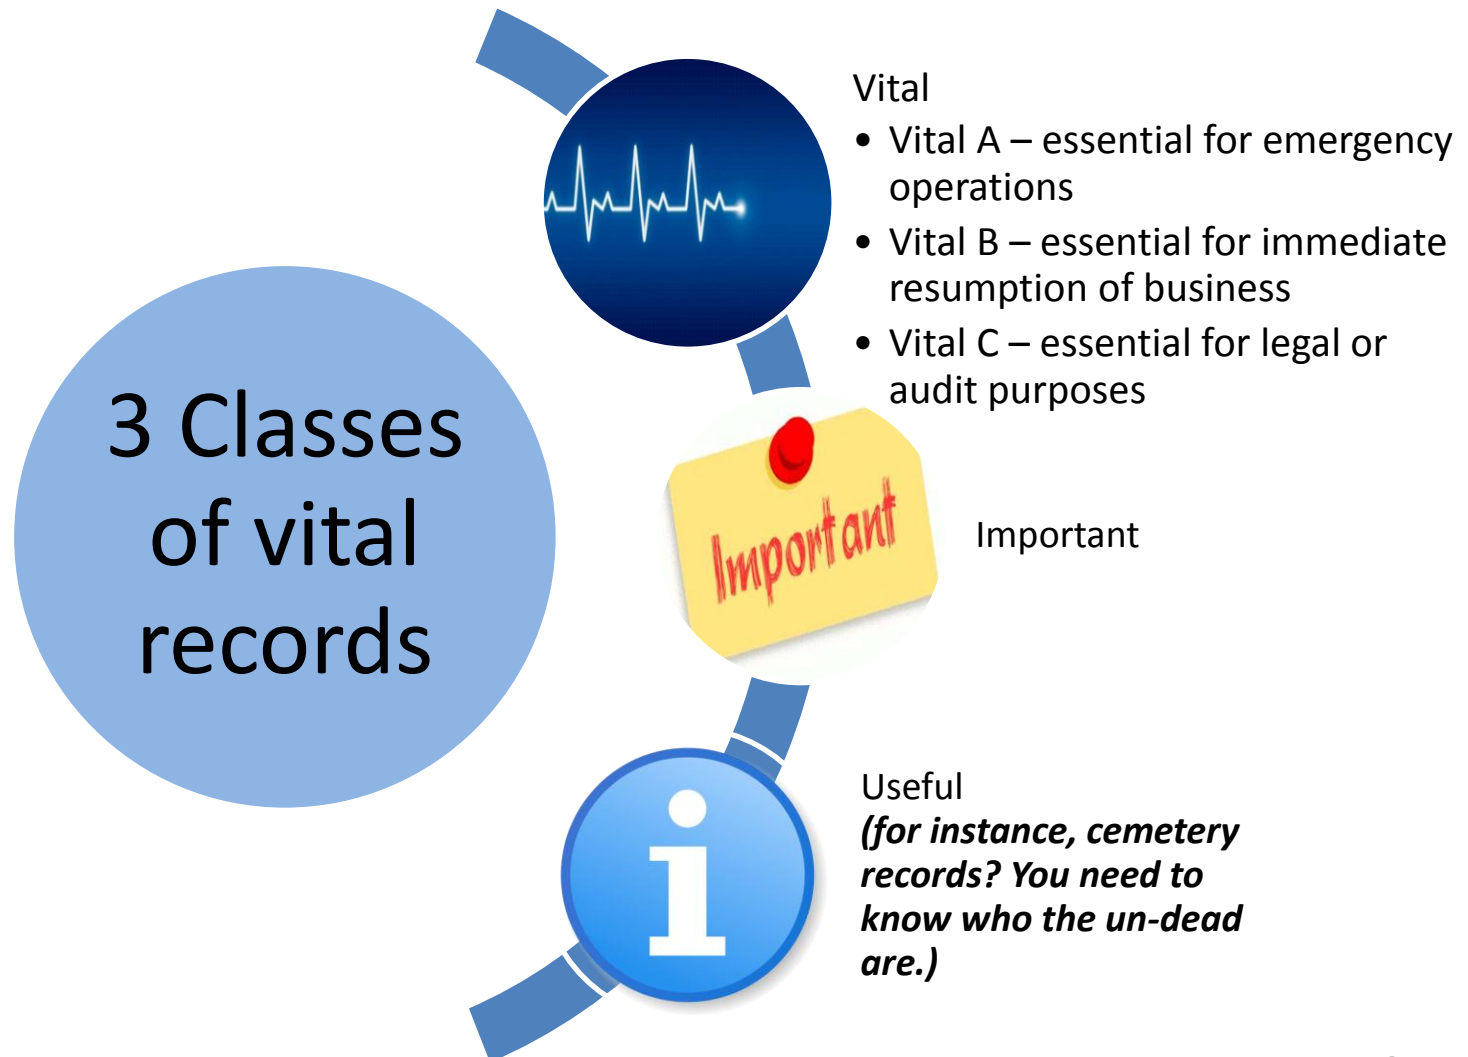 3 Classes
of vital
records
Vital
• Vital A – essential for emergency
operations
• Vital B – essential for immediate
resumption of business
• Vital C – essential for legal or
audit purposes
Important
Important
Useful
(for instance, cemetery
records? You need to
know who the un-dead
are.)